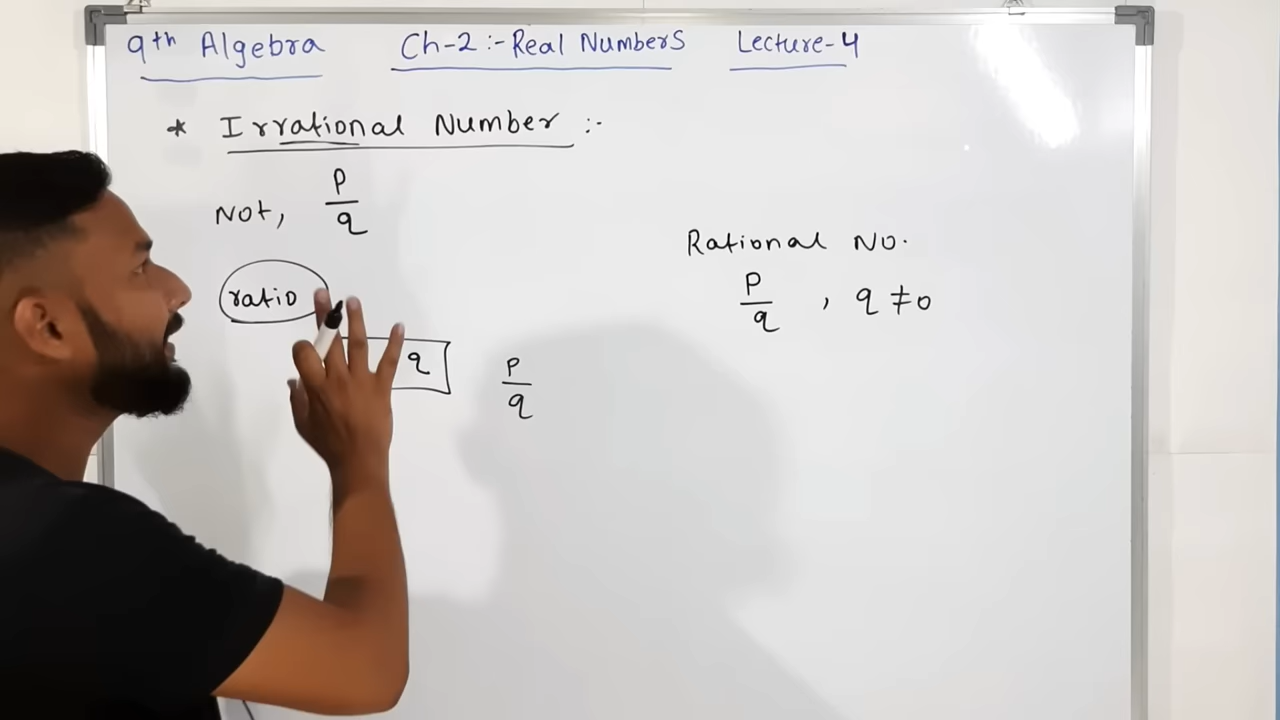 9th Algebra Ch-2 :- Real Numbers Lecture-4
* Irrational Number :-
Not, p/q
ratio
q
p/q
Rational No.
p/q , q ≠ 0